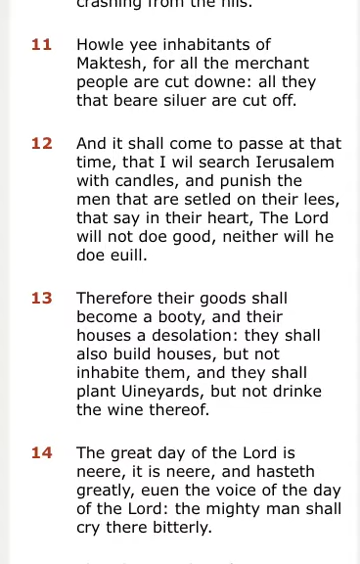 crashing from the hils.
11 Howle yee inhabitants of
Maktesh, for all the merchant
people are cut downe: all they
that beare siluer are cut off.
12 And it shall come to passe at that
time, that I wil search Ierusalem
with candles, and punish the
men that are setled on their lees,
that say in their heart, The Lord
will not doe good, neither will he
doe euill.
13 Therefore their goods shall
become a booty, and their
houses a desolation: they shall
also build houses, but not
inhabite them, and they shall
plant Uineyards, but not drinke
the wine thereof.
14 The great day of the Lord is
neere, it is neere, and hasteth
greatly, euen the voice of the day
of the Lord: the mighty man shall
cry there bitterly.